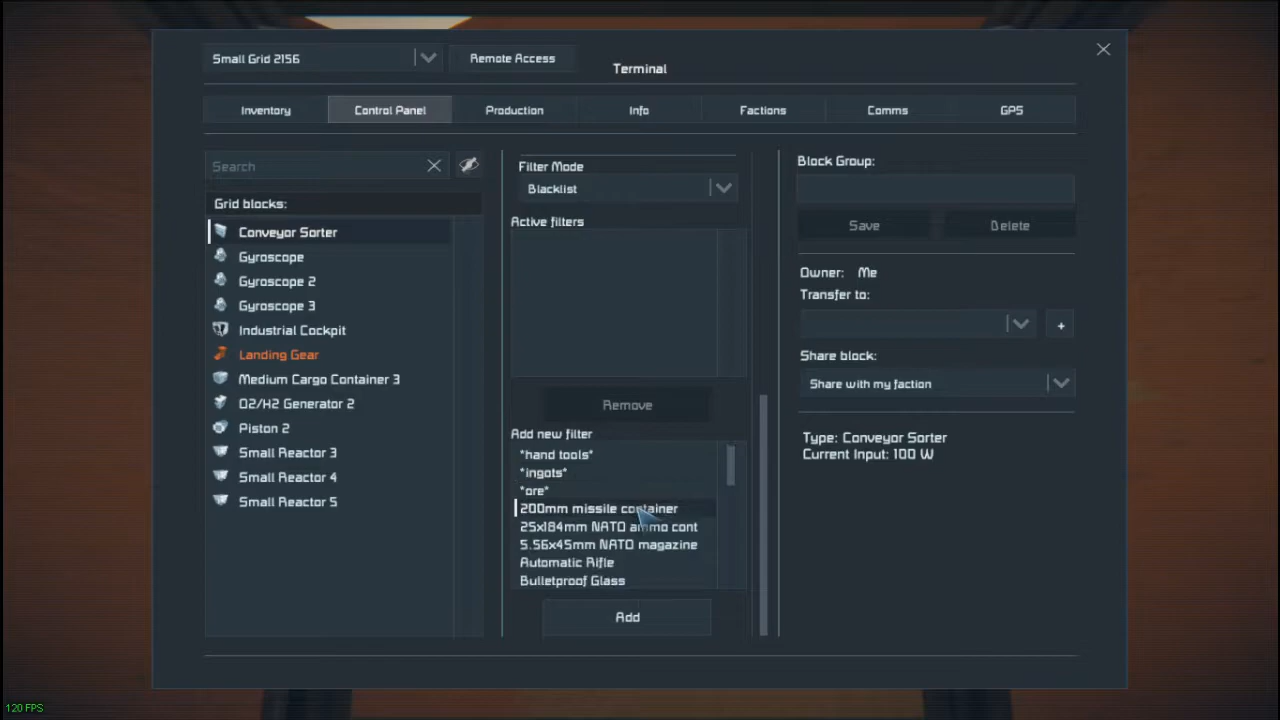 Small Grid 2156
Remote Access
Terminal
Inventory
Control Panel
Production
Info
Factions
Comms
GPS
Search
Grid blocks:
Conveyor Sorter
Gyroscope
Gyroscope 2
Gyroscope 3
Industrial Cockpit
Landing Gear
Medium Cargo Container 3
O2/H2 Generator 2
Piston 2
Small Reactor 3
Small Reactor 4
Small Reactor 5
Filter Mode
Blacklist
Active filters
Remove
Add new filter
*hand tools*
*ingots*
*ore*
200mm missile container
25x184mm NATO ammo cont
5.56x45mm NATO magazine
Automatic Rifle
Bulletproof Glass
Add
Block Group:
Save
Delete
Owner: Me
Transfer to:
+
Share block:
Share with my faction
Type: Conveyor Sorter
Current Input: 100 W
120 FPS